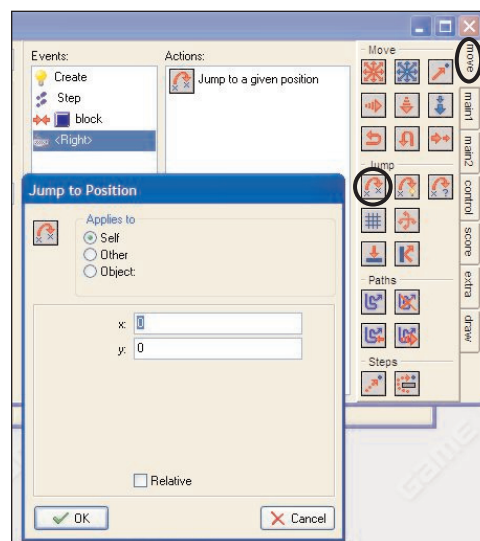 Events:
Actions:
Create
Step
block
<Right>
Jump to a given position
Move
Jump
Paths
Steps
move
main1
main2
control
score
extra
draw
Jump to Position
Applies to
Self
Other
Object:
x: 0
y: 0
Relative
OK
Cancel
GAME